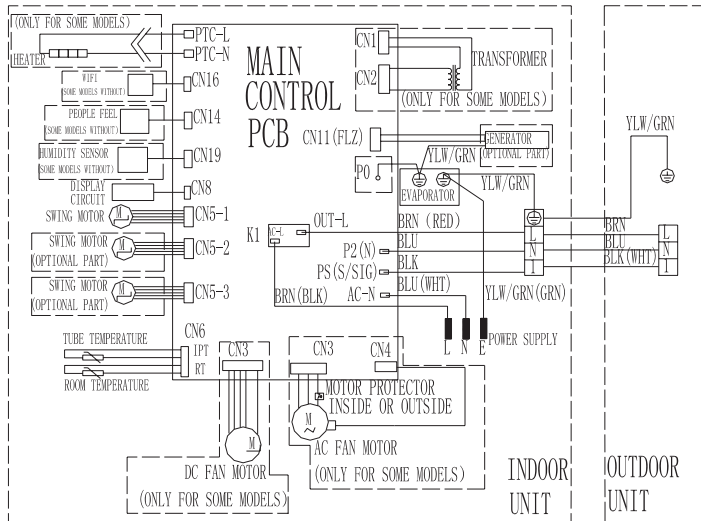 (ONLY FOR SOME MODELS)
HEATER
PTC-L
PTC-N
WIFI
(SOME MODELS WITHOUT)
CN16
PEOPLE FEEL
(SOME MODELS WITHOUT)
CN14
HUMIDITY SENSOR
(SOME MODELS WITHOUT)
CN19
DISPLAY
CIRCUIT
CN8
SWING MOTOR
M
CN5-1
SWING MOTOR
(OPTIONAL PART)
M
CN5-2
SWING MOTOR
(OPTIONAL PART)
M
CN5-3
TUBE TEMPERATURE
ROOM TEMPERATURE
CN6
IPT
RT
MAIN
CONTROL
PCB
CN1
CN2
TRANSFORMER
(ONLY FOR SOME MODELS)
CN11(FLZ)
GENERATOR
(OPTIONAL PART)
YLW/GRN
P0
EVAPORATOR
YLW/GRN
K1
AC-L
OUT-L
BRN (RED)
P2(N)
BLU
PS(S/SIG)
BLK
AC-N
BLU(WHT)
BRN(BLK)
YLW/GRN(GRN)
L
N
1
L N E
POWER SUPPLY
YLW/GRN
BRN
BLU
BLK(WHT)
L
N
1
CN3
M
DC FAN MOTOR
(ONLY FOR SOME MODELS)
CN3
CN4
MOTOR PROTECTOR
INSIDE OR OUTSIDE
M
AC FAN MOTOR
(ONLY FOR SOME MODELS)
INDOOR
UNIT
OUTDOOR
UNIT